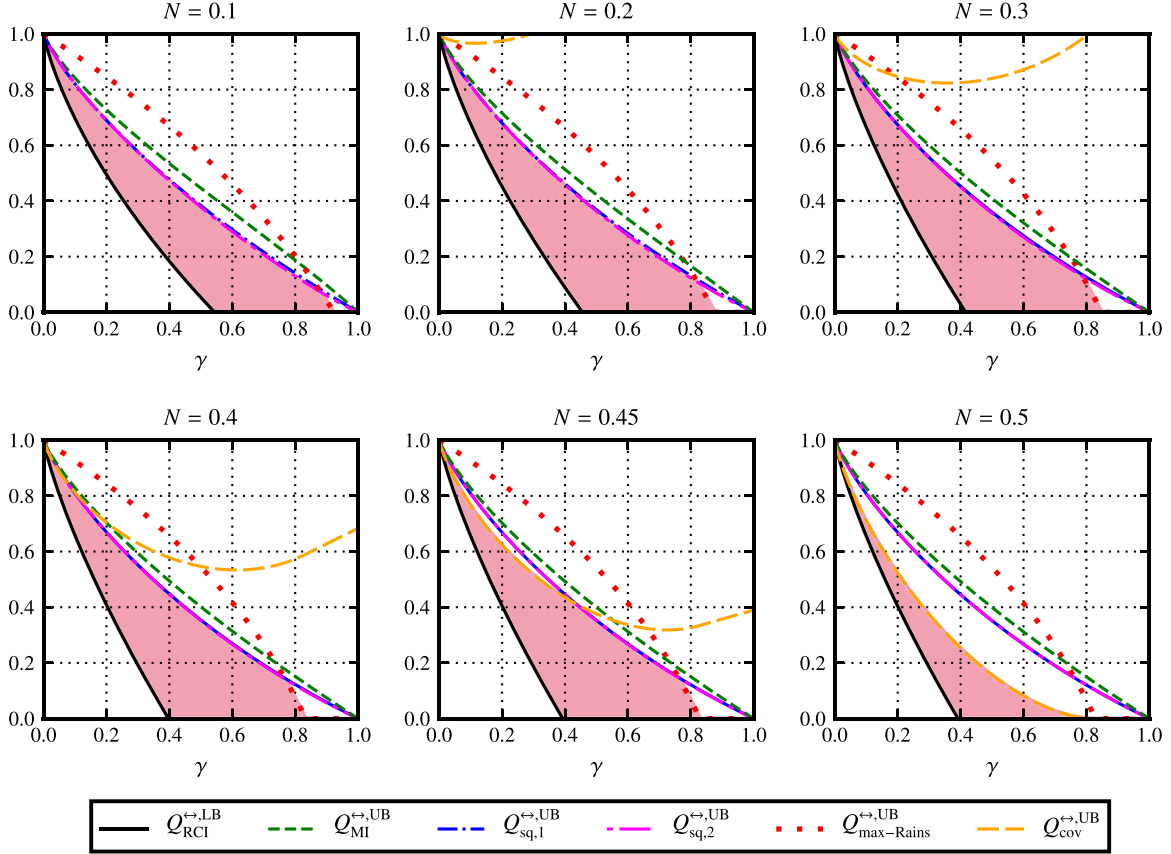 N = 0.1 N = 0.2 N = 0.3
1.0 1.0 1.0
0.8 0.8 0.8
0.6 0.6 0.6
0.4 0.4 0.4
0.2 0.2 0.2
0.0 0.0 0.0
0.0 0.2 0.4 0.6 0.8 1.0 0.0 0.2 0.4 0.6 0.8 1.0 0.0 0.2 0.4 0.6 0.8 1.0
γ γ γ
N = 0.4 N = 0.45 N = 0.5
1.0 1.0 1.0
0.8 0.8 0.8
0.6 0.6 0.6
0.4 0.4 0.4
0.2 0.2 0.2
0.0 0.0 0.0
0.0 0.2 0.4 0.6 0.8 1.0 0.0 0.2 0.4 0.6 0.8 1.0 0.0 0.2 0.4 0.6 0.8 1.0
γ γ γ
Q^{↔,LB}_{RCI} Q^{↔,UB}_{MI} Q^{↔,UB}_{sq,1} Q^{↔,UB}_{sq,2} Q^{↔,UB}_{max−Rains} Q^{↔,UB}_{cov}